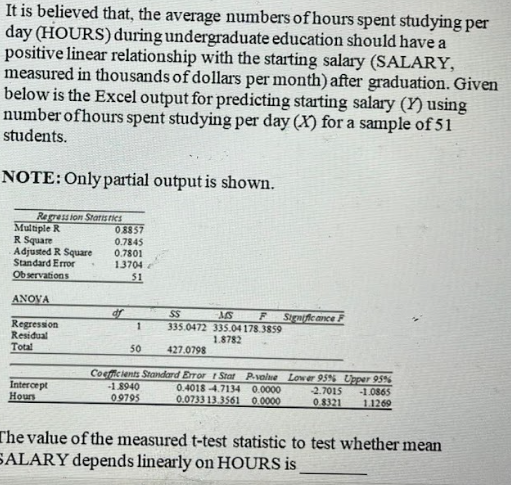 It is believed that, the average numbers of hours spent studying per
day (HOURS) during undergraduate education should have a
positive linear relationship with the starting salary (SALARY,
measured in thousands of dollars per month) after graduation. Given
below is the Excel output for predicting starting salary (Y) using
number of hours spent studying per day (X) for a sample of 51
students.
NOTE: Only partial output is shown.
Regression Statistics
Multiple R 0.8857
R Square 0.7845
Adjusted R Square 0.7801
Standard Error 1.3704
Observations 51
ANOVA
df SS MS F Significance F
Regression 1 335.0472 335.04 178.3859
Residual 1.8782
Total 50 427.0798
Coefficients Standard Error t Stat P-value Lower 95% Upper 95%
Intercept -1.8940 0.4018 -4.7134 0.0000 -2.7015 -1.0865
Hours 0.9795 0.0733 13.3561 0.0000 0.8321 1.1269
The value of the measured t-test statistic to test whether mean
SALARY depends linearly on HOURS is